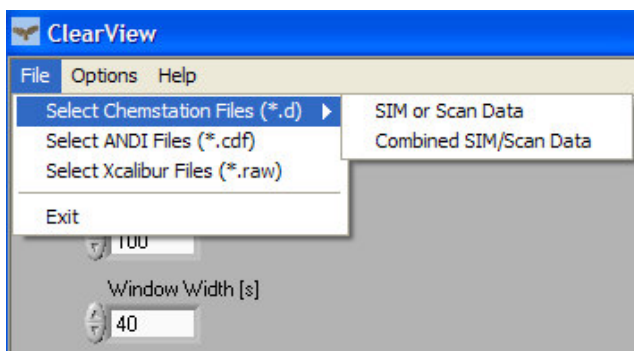 ClearView
File Options Help
Select Chemstation Files (*.d)
SIM or Scan Data
Select ANDI Files (*.cdf)
Combined SIM/Scan Data
Select Xcalibur Files (*.raw)
Exit
100
Window Width [s]
40